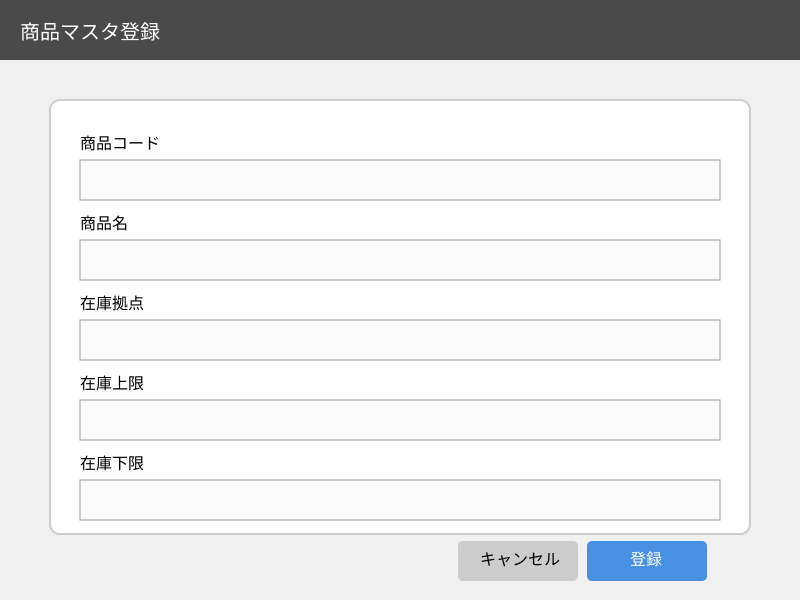 商品マスタ登録
商品コード
商品名
在庫拠点
在庫上限
在庫下限
キャンセル
登録